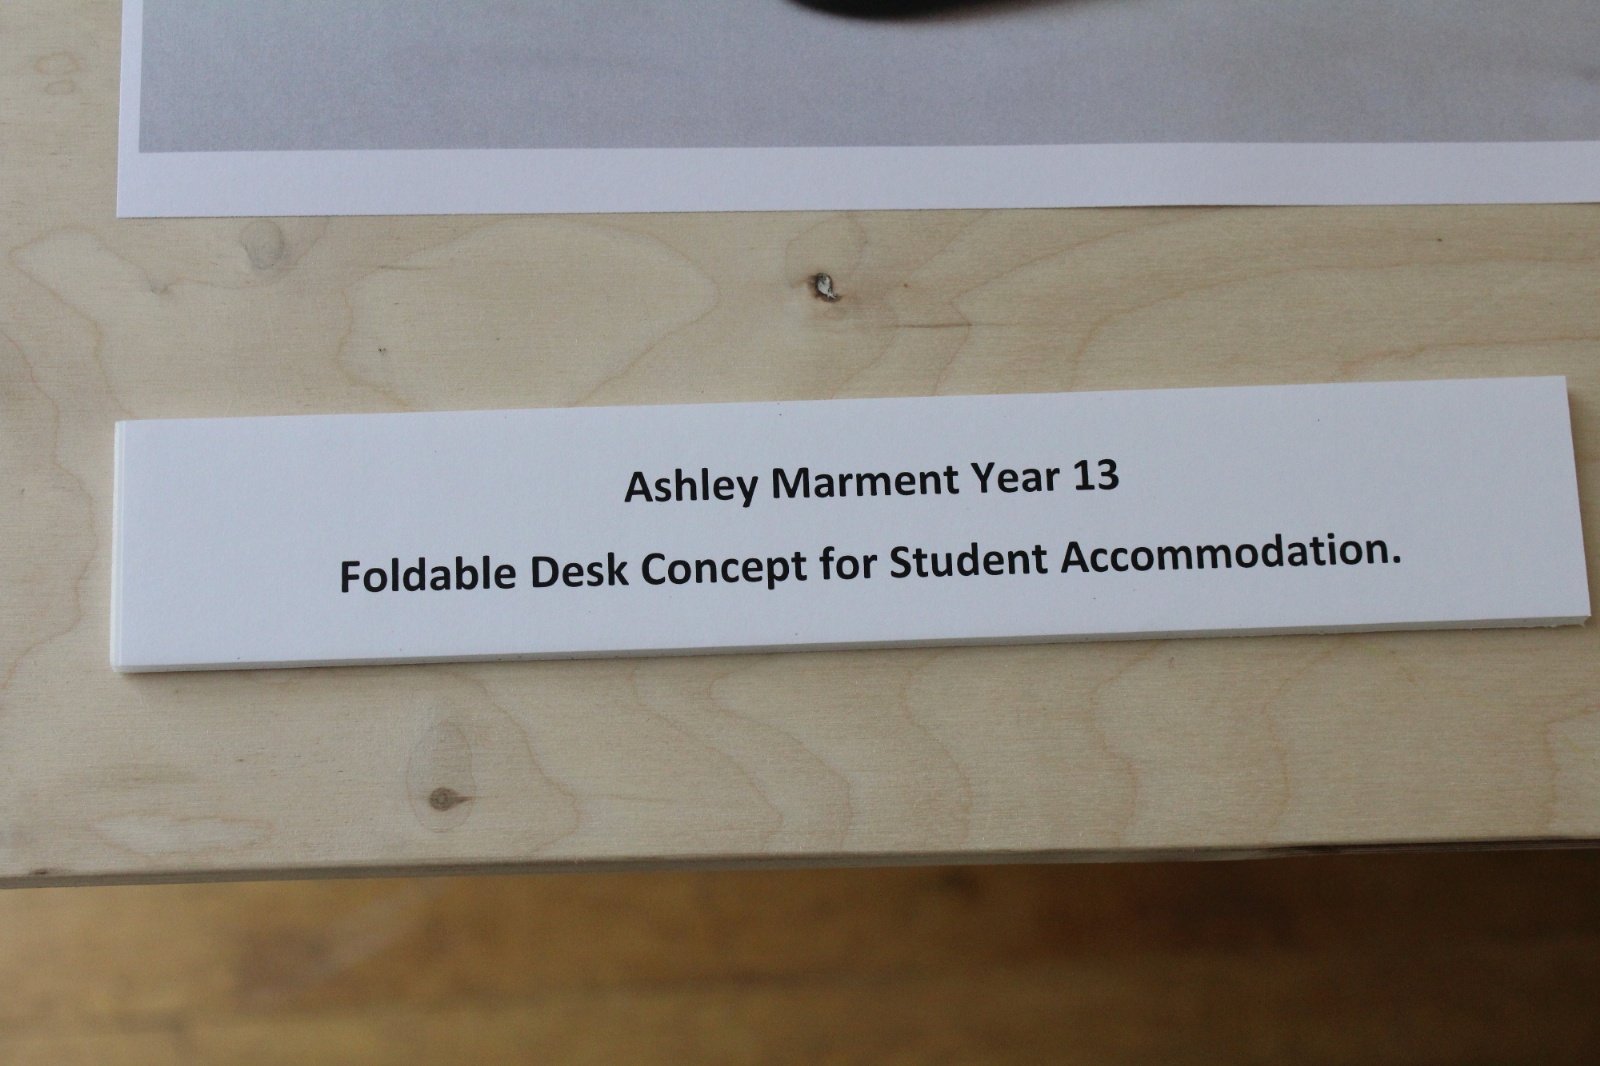 Ashley Marment Year 13
Foldable Desk Concept for Student Accommodation.